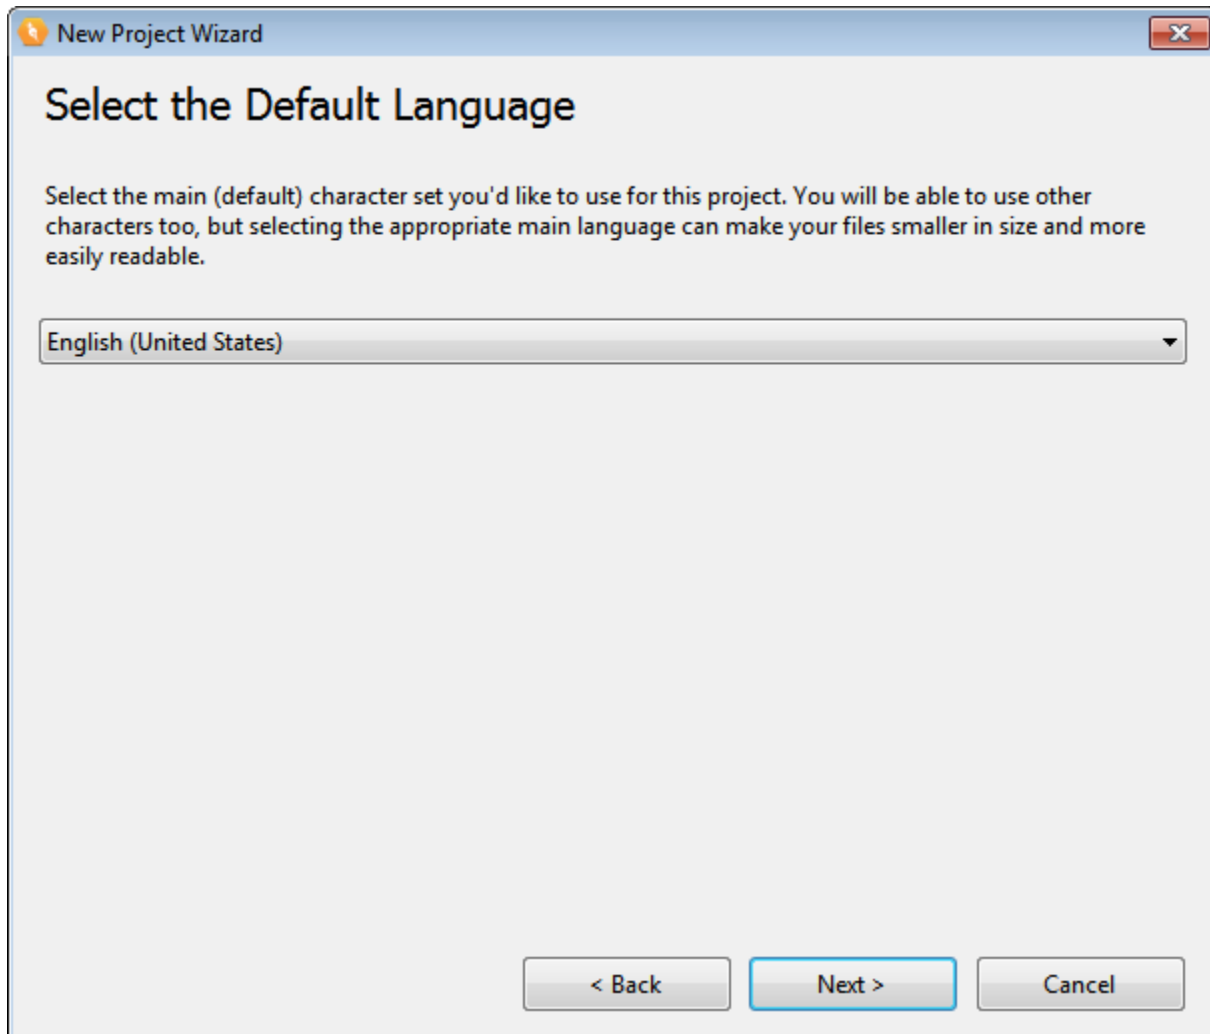 New Project Wizard
Select the Default Language
Select the main (default) character set you'd like to use for this project. You will be able to use other
characters too, but selecting the appropriate main language can make your files smaller in size and more
easily readable.
English (United States)
< Back
Next >
Cancel